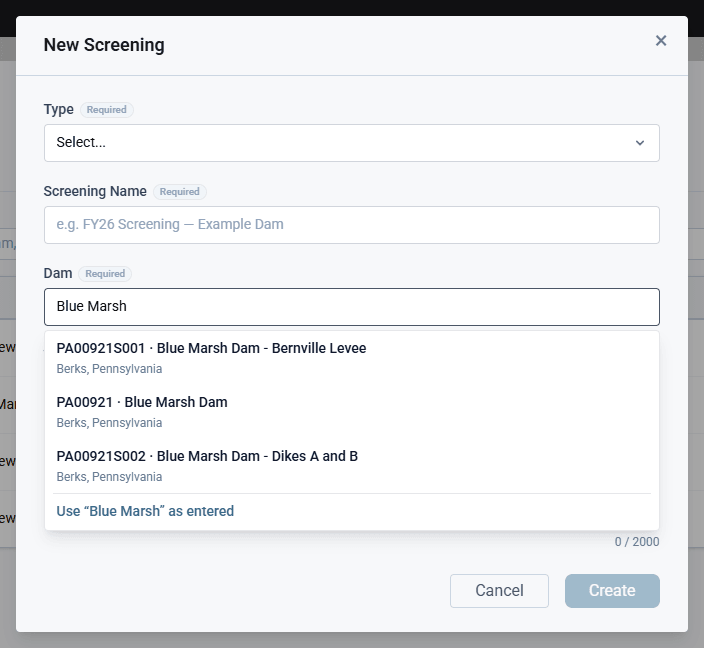 New Screening
Type Required
Select...
Screening Name Required
e.g. FY26 Screening — Example Dam
Dam Required
Blue Marsh
PA00921S001 · Blue Marsh Dam - Bernville Levee
Berks, Pennsylvania
PA00921 · Blue Marsh Dam
Berks, Pennsylvania
PA00921S002 · Blue Marsh Dam - Dikes A and B
Berks, Pennsylvania
Use “Blue Marsh” as entered
0 / 2000
Cancel Create